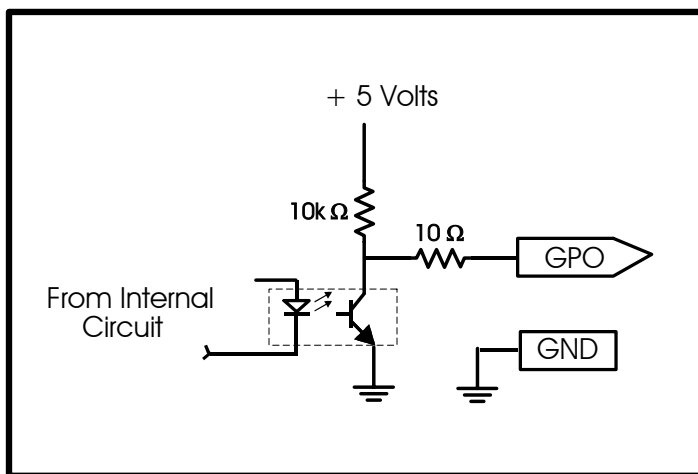 + 5 Volts
10k Ω
10 Ω
GPO
From Internal
Circuit
GND